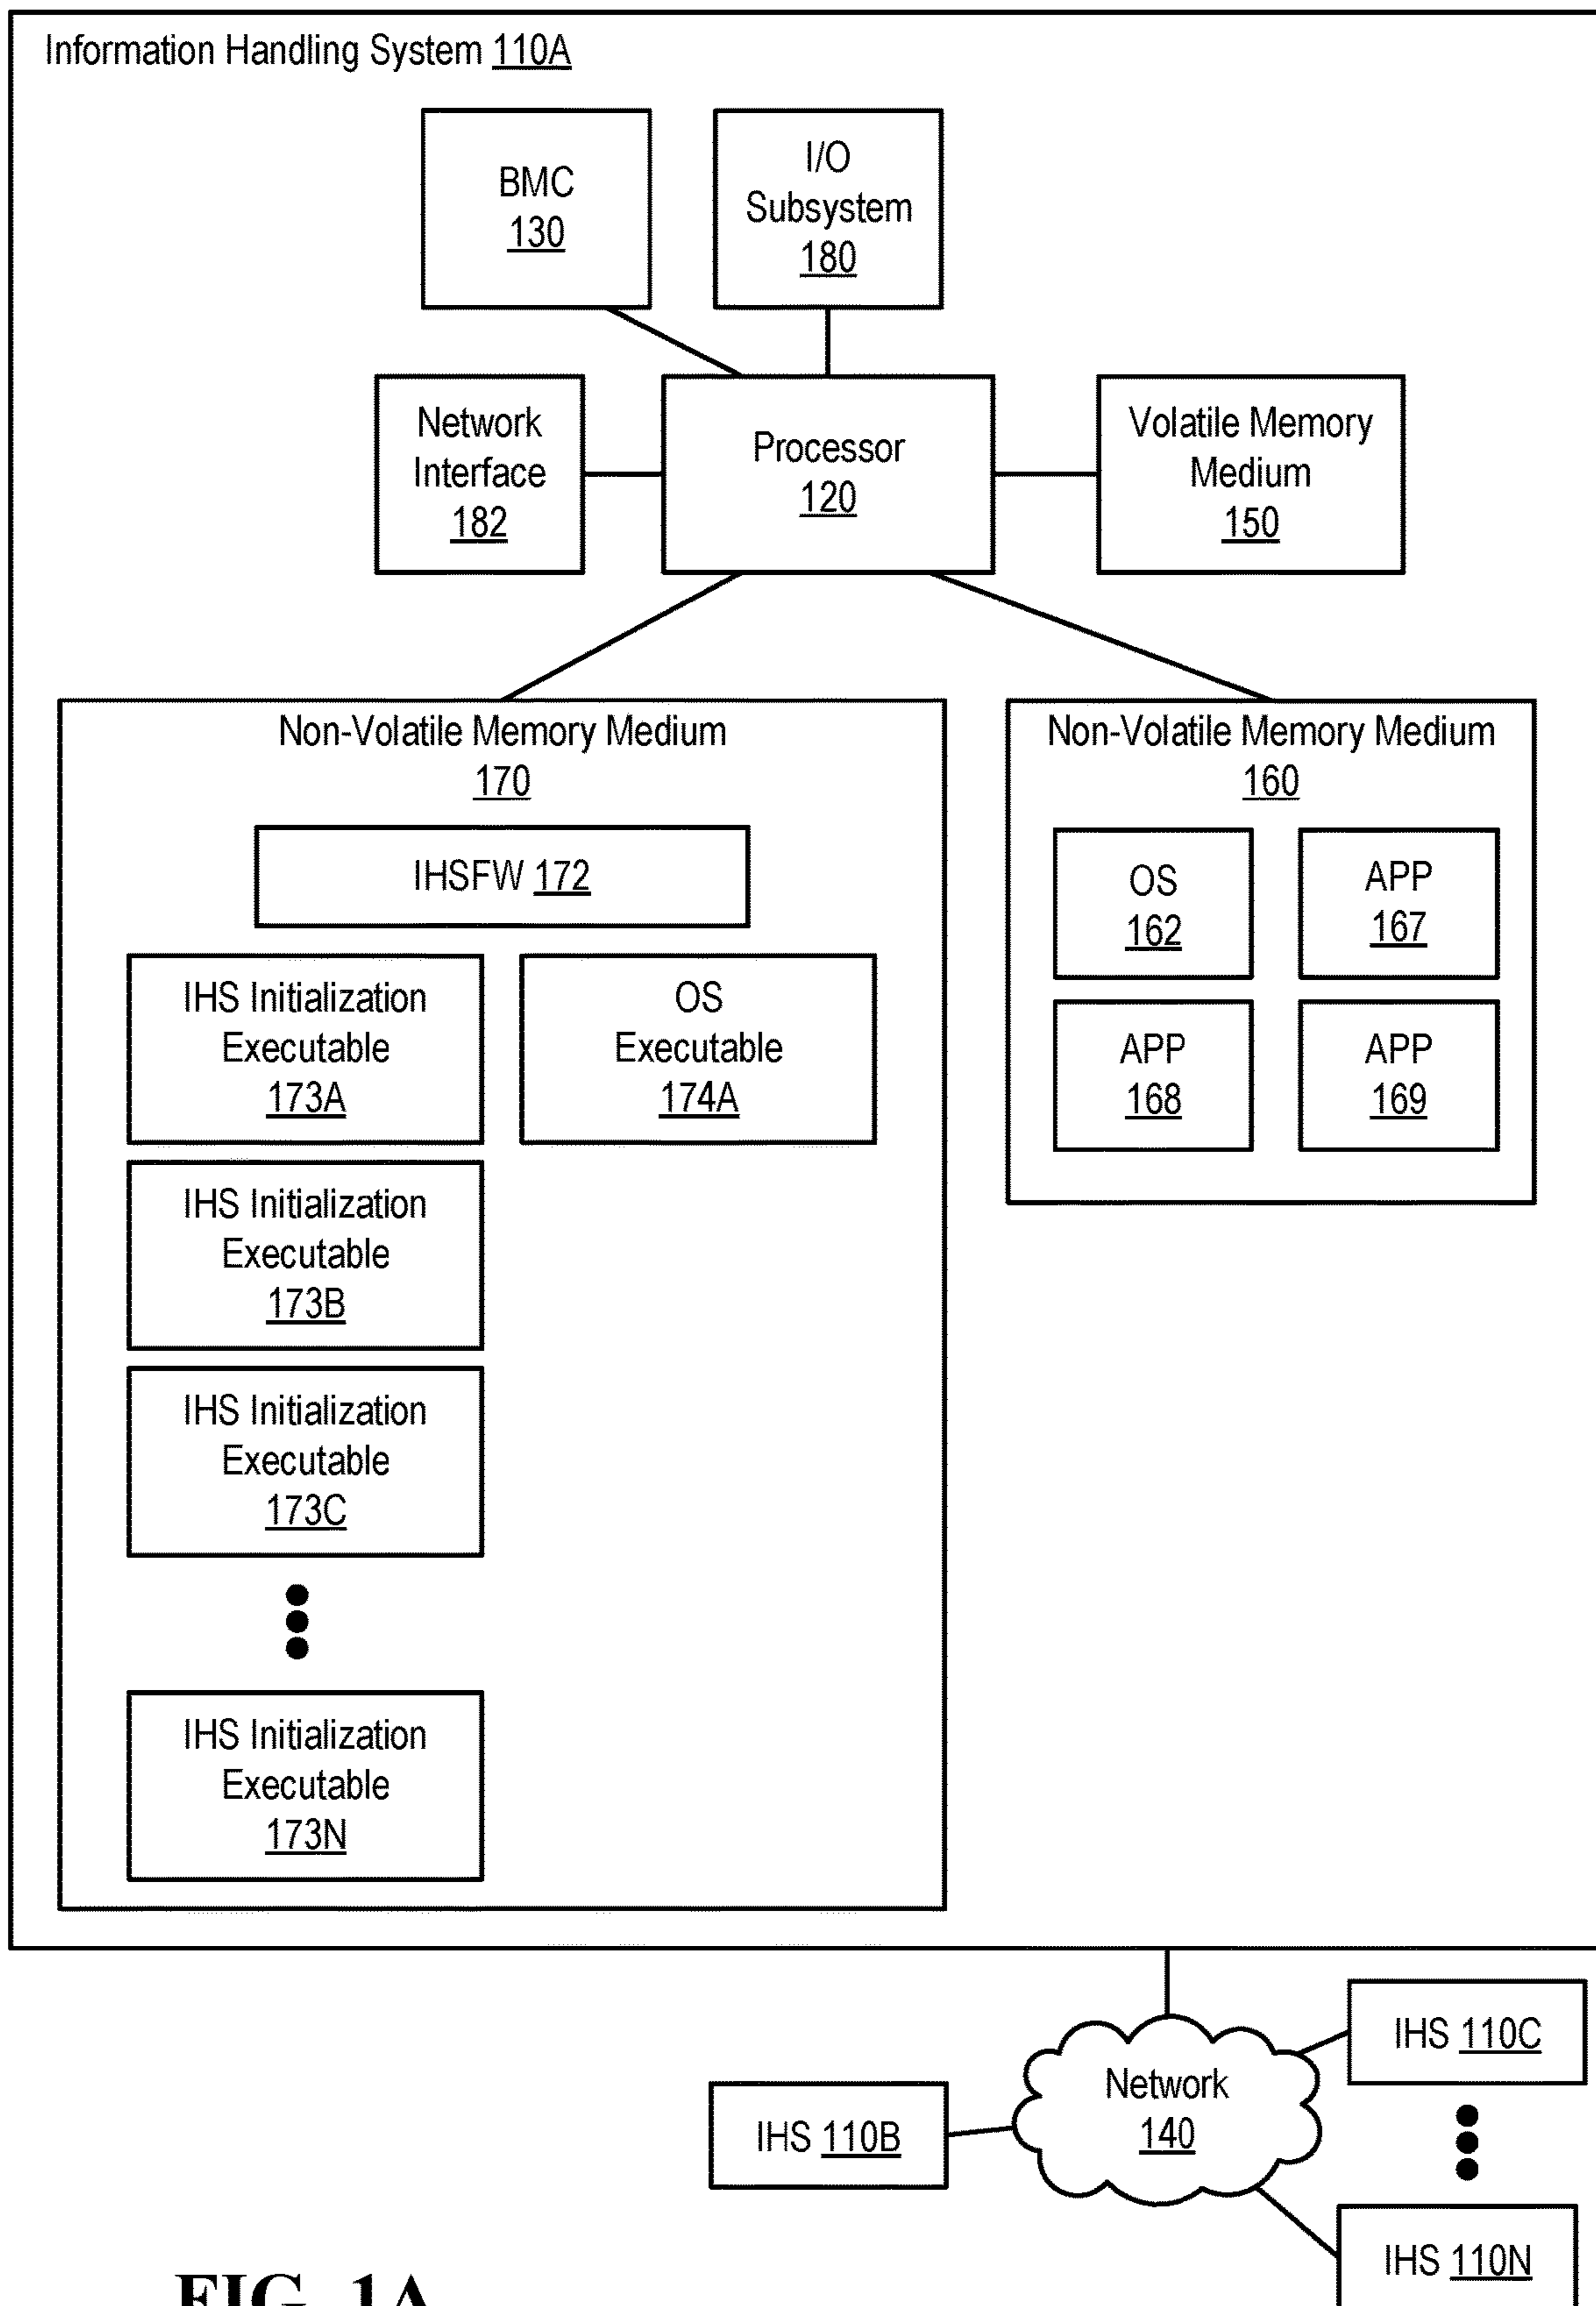 Information Handling System 110A
BMC
130
I/O
Subsystem
180
Network
Interface
182
Processor
120
Volatile Memory
Medium
150
Non-Volatile Memory Medium
170
IHSFW 172
IHS Initialization
Executable
173A
OS
Executable
174A
IHS Initialization
Executable
173B
IHS Initialization
Executable
173C
IHS Initialization
Executable
173N
Non-Volatile Memory Medium
160
OS
162
APP
167
APP
168
APP
169
Network
140
IHS 110B
IHS 110C
IHS 110N
FIG. 1A